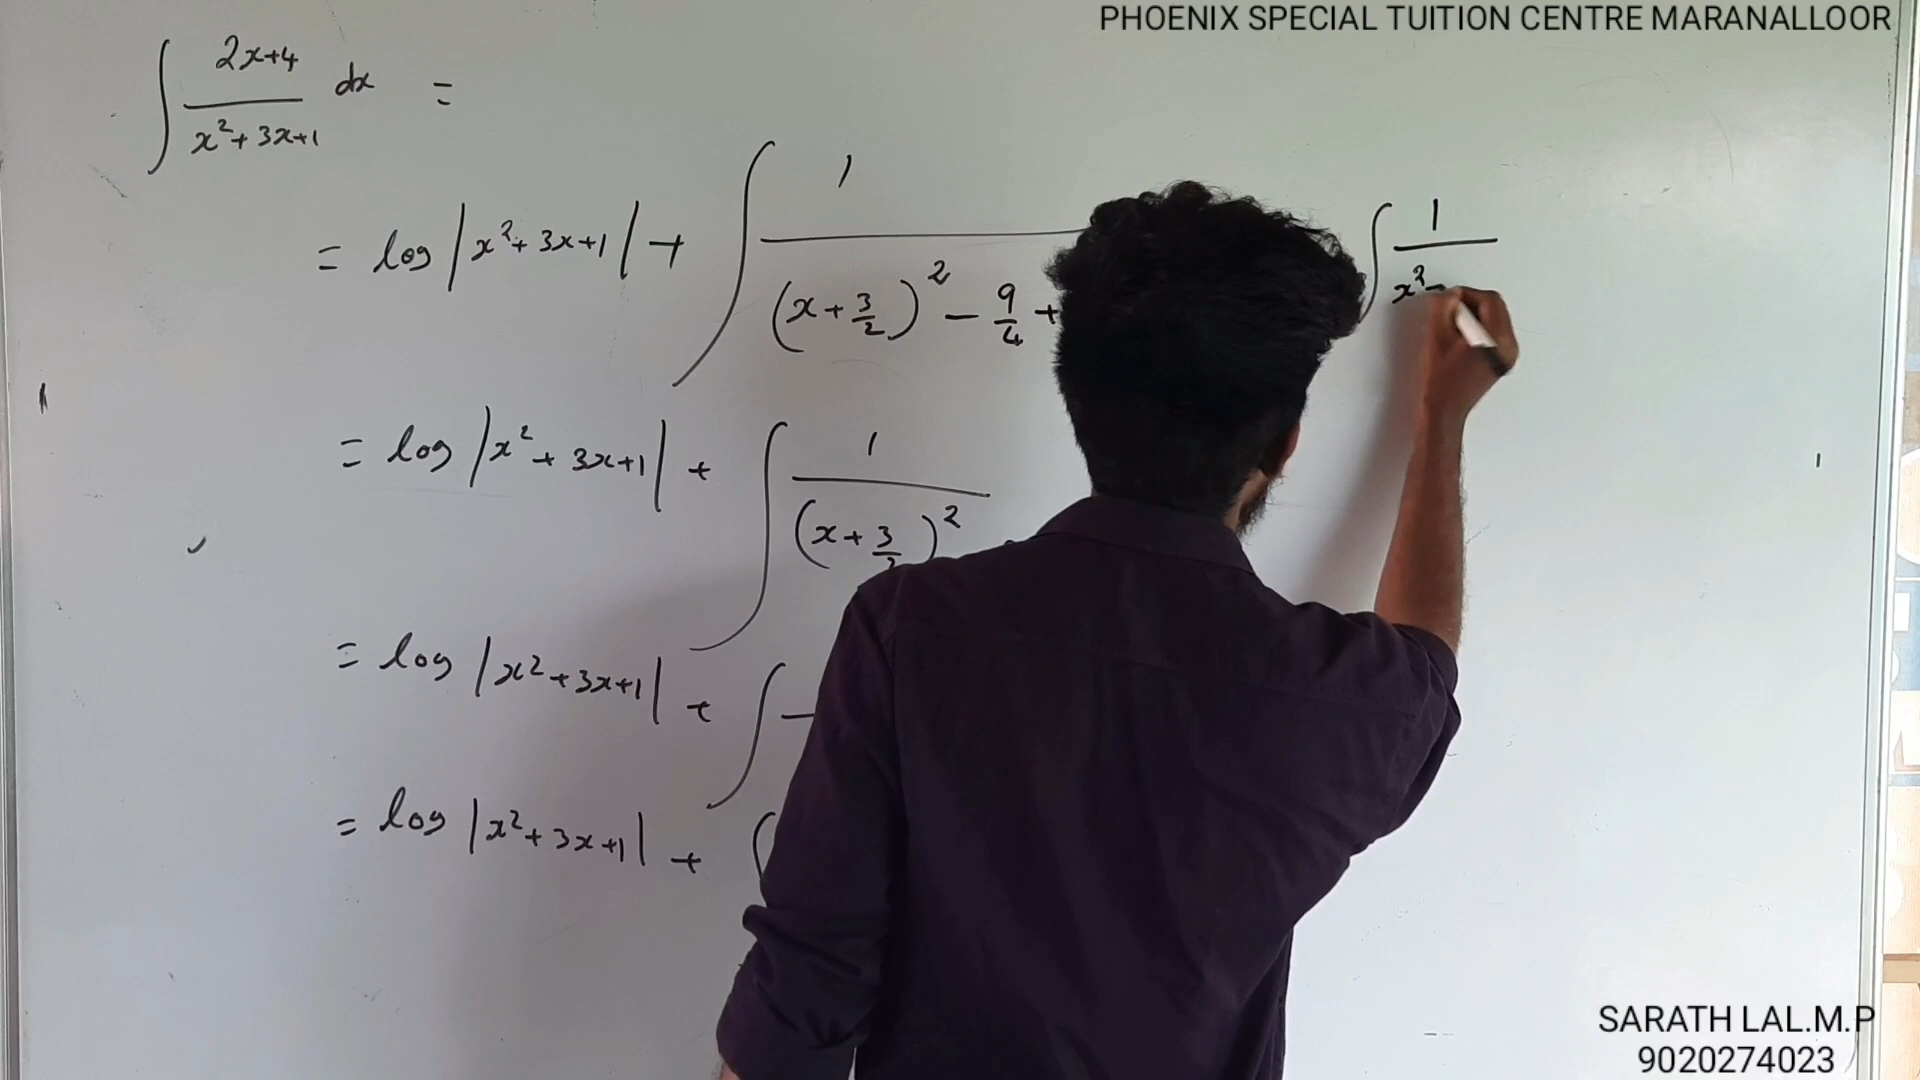 PHOENIX SPECIAL TUITION CENTRE MARANALLOOR
∫ 2x+4 / x²+3x+1 dx =
= log |x²+3x+1| + ∫ 1 / (x+3/2)² - 9/4 +
∫ 1 / x²-
= log |x²+3x+1| + ∫ 1 / (x+3/2)²
= log |x²+3x+1| + ∫
= log |x²+3x+1| + ∫
SARATH LAL.M.P
9020274023